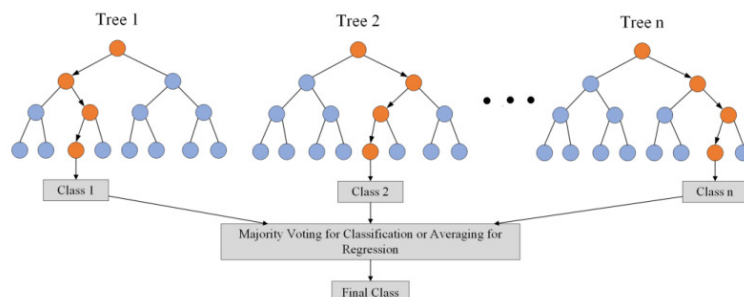 Tree 1
Tree 2
Tree n
Class 1
Class 2
Class n
Majority Voting for Classification or Averaging for
Regression
Final Class